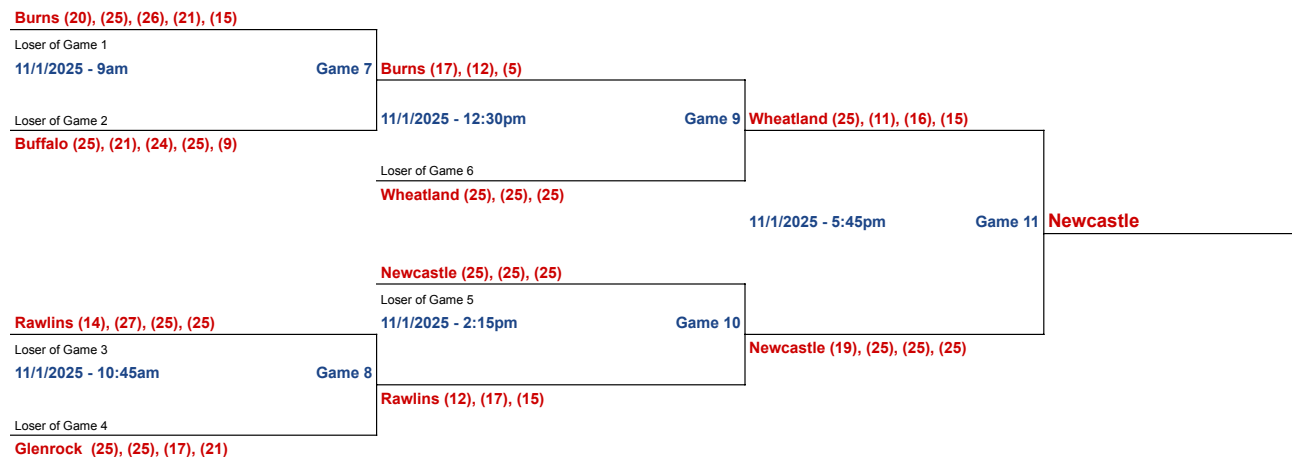 Burns (20), (25), (26), (21), (15)
Loser of Game 1
11/1/2025 - 9am
Game 7
Burns (17), (12), (5)
Loser of Game 2
Buffalo (25), (21), (24), (25), (9)
11/1/2025 - 12:30pm
Game 9
Wheatland (25), (11), (16), (15)
Loser of Game 6
Wheatland (25), (25), (25)
11/1/2025 - 5:45pm
Game 11
Newcastle
Newcastle (25), (25), (25)
Loser of Game 5
11/1/2025 - 2:15pm
Game 10
Newcastle (19), (25), (25), (25)
Rawlins (14), (27), (25), (25)
Loser of Game 3
11/1/2025 - 10:45am
Game 8
Rawlins (12), (17), (15)
Loser of Game 4
Glenrock (25), (25), (17), (21)